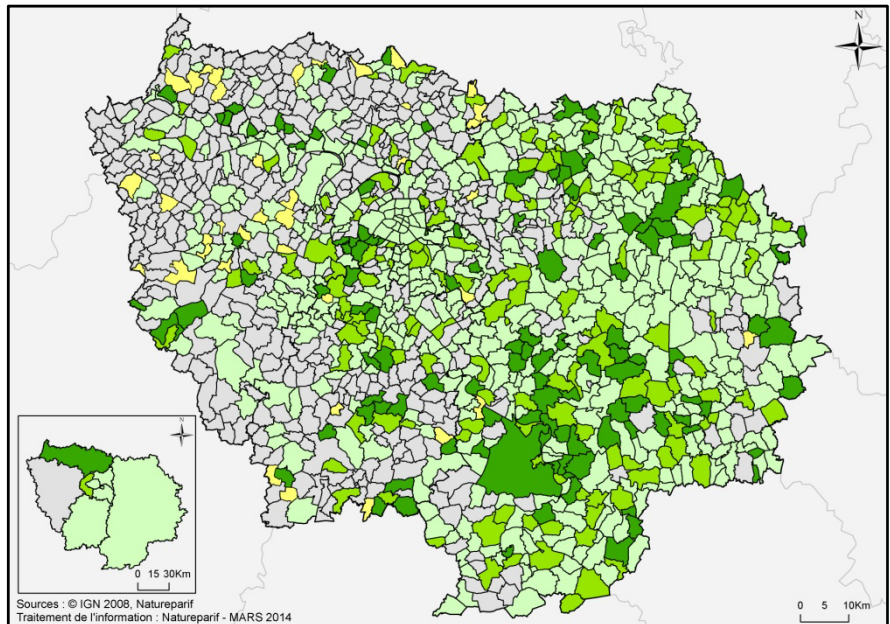 N
N
0 15 30Km
Sources : © IGN 2008, Natureparif
Traitement de l'information : Natureparif - MARS 2014
0 5 10Km